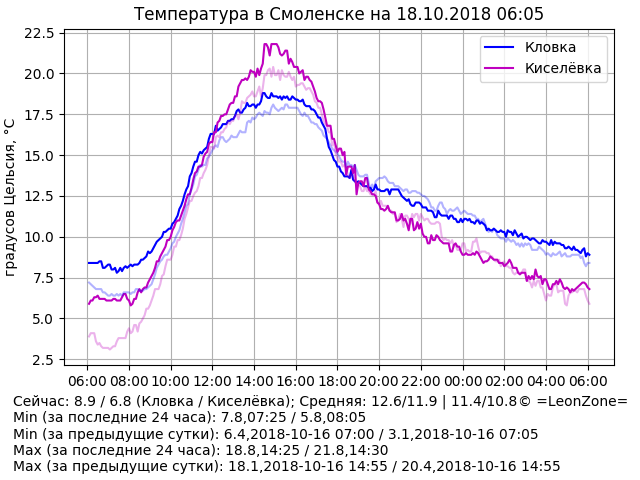 Температура в Смоленске на 18.10.2018 06:05
Кловка
Киселёвка
градусов Цельсия, °C
22.5
20.0
17.5
15.0
12.5
10.0
7.5
5.0
2.5
06:00 08:00 10:00 12:00 14:00 16:00 18:00 20:00 22:00 00:00 02:00 04:00 06:00
Сейчас: 8.9 / 6.8 (Кловка / Киселёвка); Средняя: 12.6/11.9 | 11.4/10.8© =LeonZone=
Min (за последние 24 часа): 7.8,07:25 / 5.8,08:05
Min (за предыдущие сутки): 6.4,2018-10-16 07:00 / 3.1,2018-10-16 07:05
Max (за последние 24 часа): 18.8,14:25 / 21.8,14:30
Max (за предыдущие сутки): 18.1,2018-10-16 14:55 / 20.4,2018-10-16 14:55